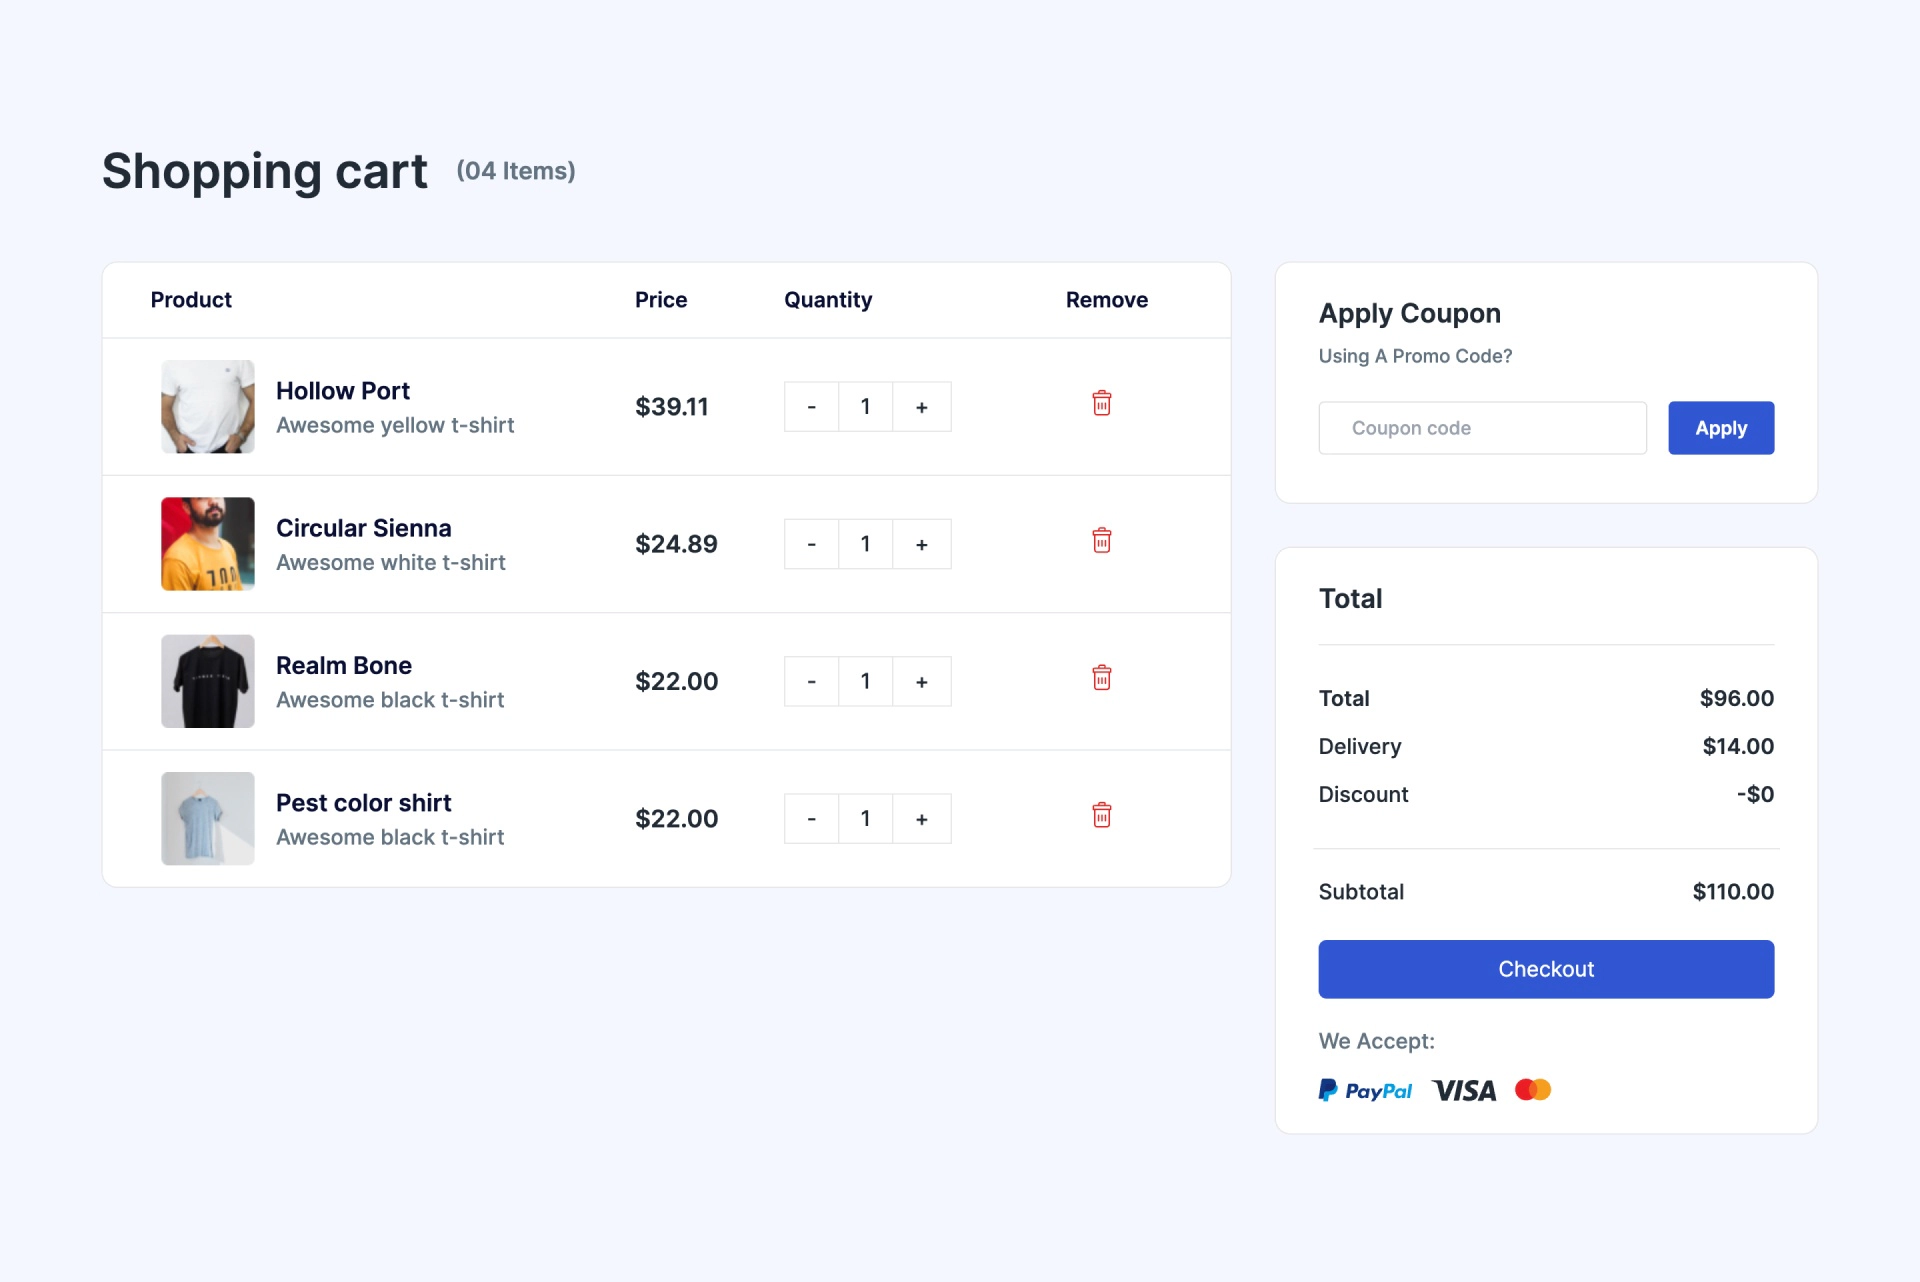 Shopping cart (04 Items)
Product Price Quantity Remove
Hollow Port
Awesome yellow t-shirt
$39.11 - 1 +
Circular Sienna
Awesome white t-shirt
$24.89 - 1 +
Realm Bone
Awesome black t-shirt
$22.00 - 1 +
Pest color shirt
Awesome black t-shirt
$22.00 - 1 +
Apply Coupon
Using A Promo Code?
Coupon code Apply
Total
Total $96.00
Delivery $14.00
Discount -$0
Subtotal $110.00
Checkout
We Accept:
PayPal VISA